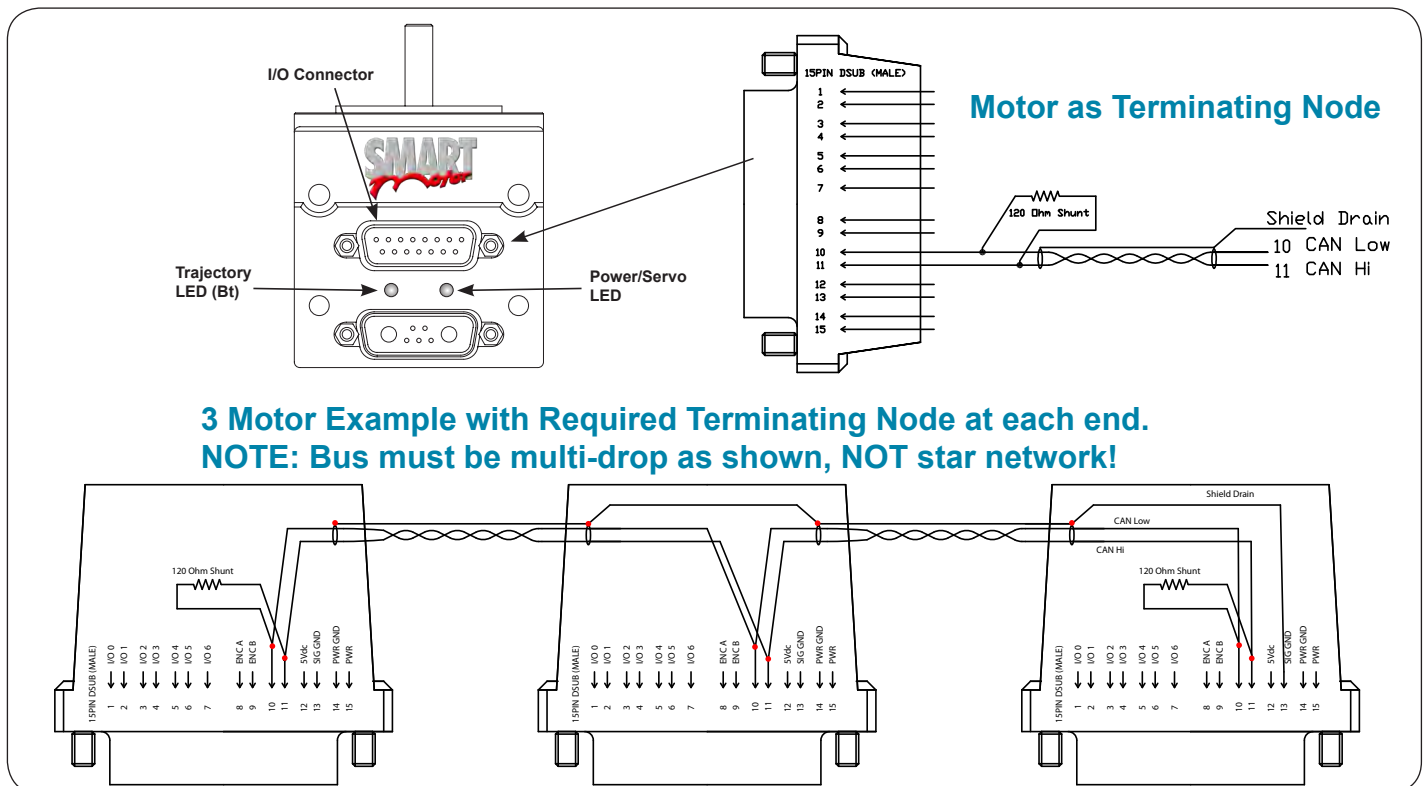 I/O Connector
SMART
motor
Trajectory
LED (Bt)
Power/Servo
LED
15PIN DSUB (MALE)
1
2
3
4
5
6
7
8
9
10
11
12
13
14
15
Motor as Terminating Node
120 Ohm Shunt
Shield Drain
10 CAN Low
11 CAN Hi
3 Motor Example with Required Terminating Node at each end.
NOTE: Bus must be multi-drop as shown, NOT star network!
120 Ohm Shunt
15PIN DSUB (MALE)
I/O 0
I/O 1
I/O 2
I/O 3
I/O 4
I/O 5
I/O 6
ENC A
ENC B
5Vdc
SIG GND
PWR GND
PWR
1
2
3
4
5
6
7
8
9
10
11
12
13
14
15
15PIN DSUB (MALE)
I/O 0
I/O 1
I/O 2
I/O 3
I/O 4
I/O 5
I/O 6
ENC A
ENC B
5Vdc
SIG GND
PWR GND
PWR
1
2
3
4
5
6
7
8
9
10
11
12
13
14
15
Shield Drain
CAN Low
CAN Hi
120 Ohm Shunt
15PIN DSUB (MALE)
I/O 0
I/O 1
I/O 2
I/O 3
I/O 4
I/O 5
I/O 6
ENC A
ENC B
5Vdc
SIG GND
PWR GND
PWR
1
2
3
4
5
6
7
8
9
10
11
12
13
14
15